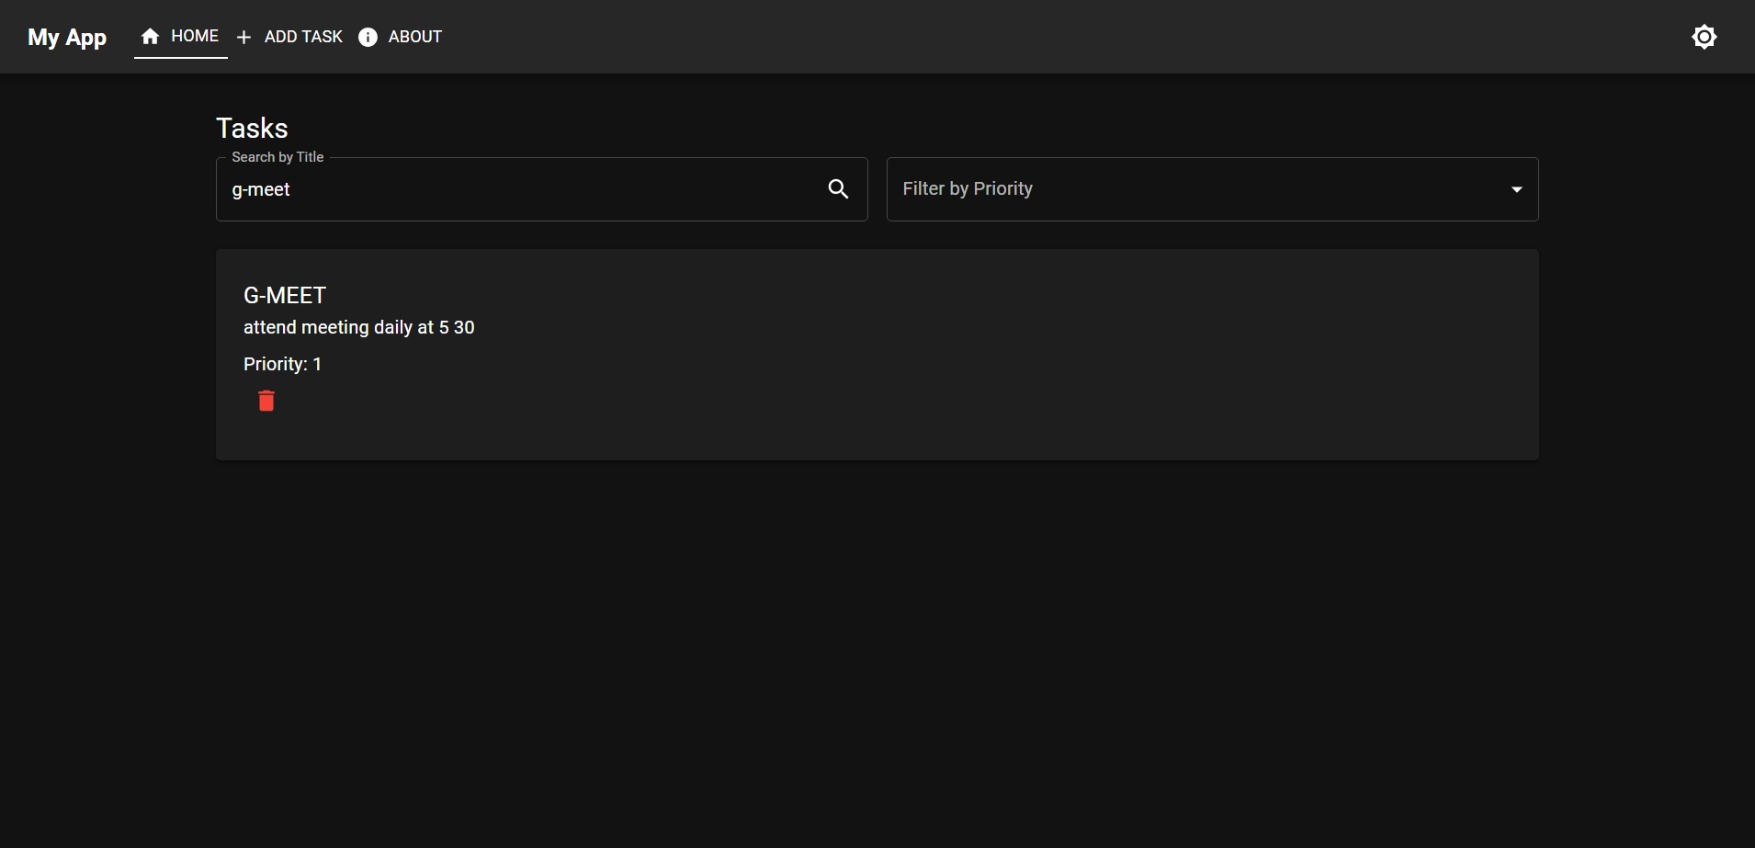 My App HOME ADD TASK ABOUT
Tasks
Search by Title
g-meet
Filter by Priority
G-MEET
attend meeting daily at 5 30
Priority: 1